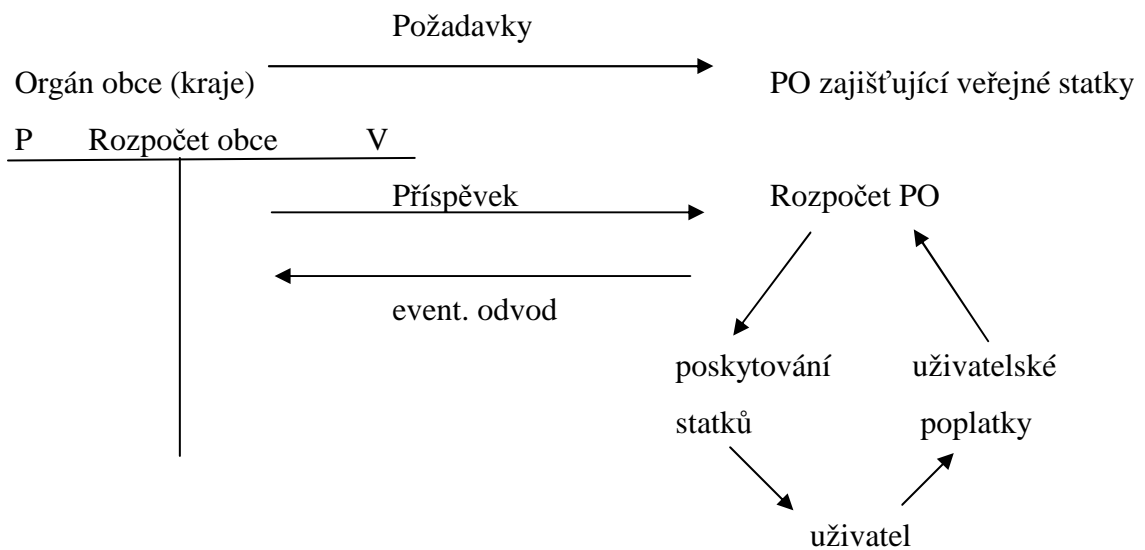 Požadavky
Orgán obce (kraje) PO zajišťující veřejné statky
P Rozpočet obce V
Příspěvek Rozpočet PO
event. odvod
poskytování uživatelské
statků poplatky
uživatel